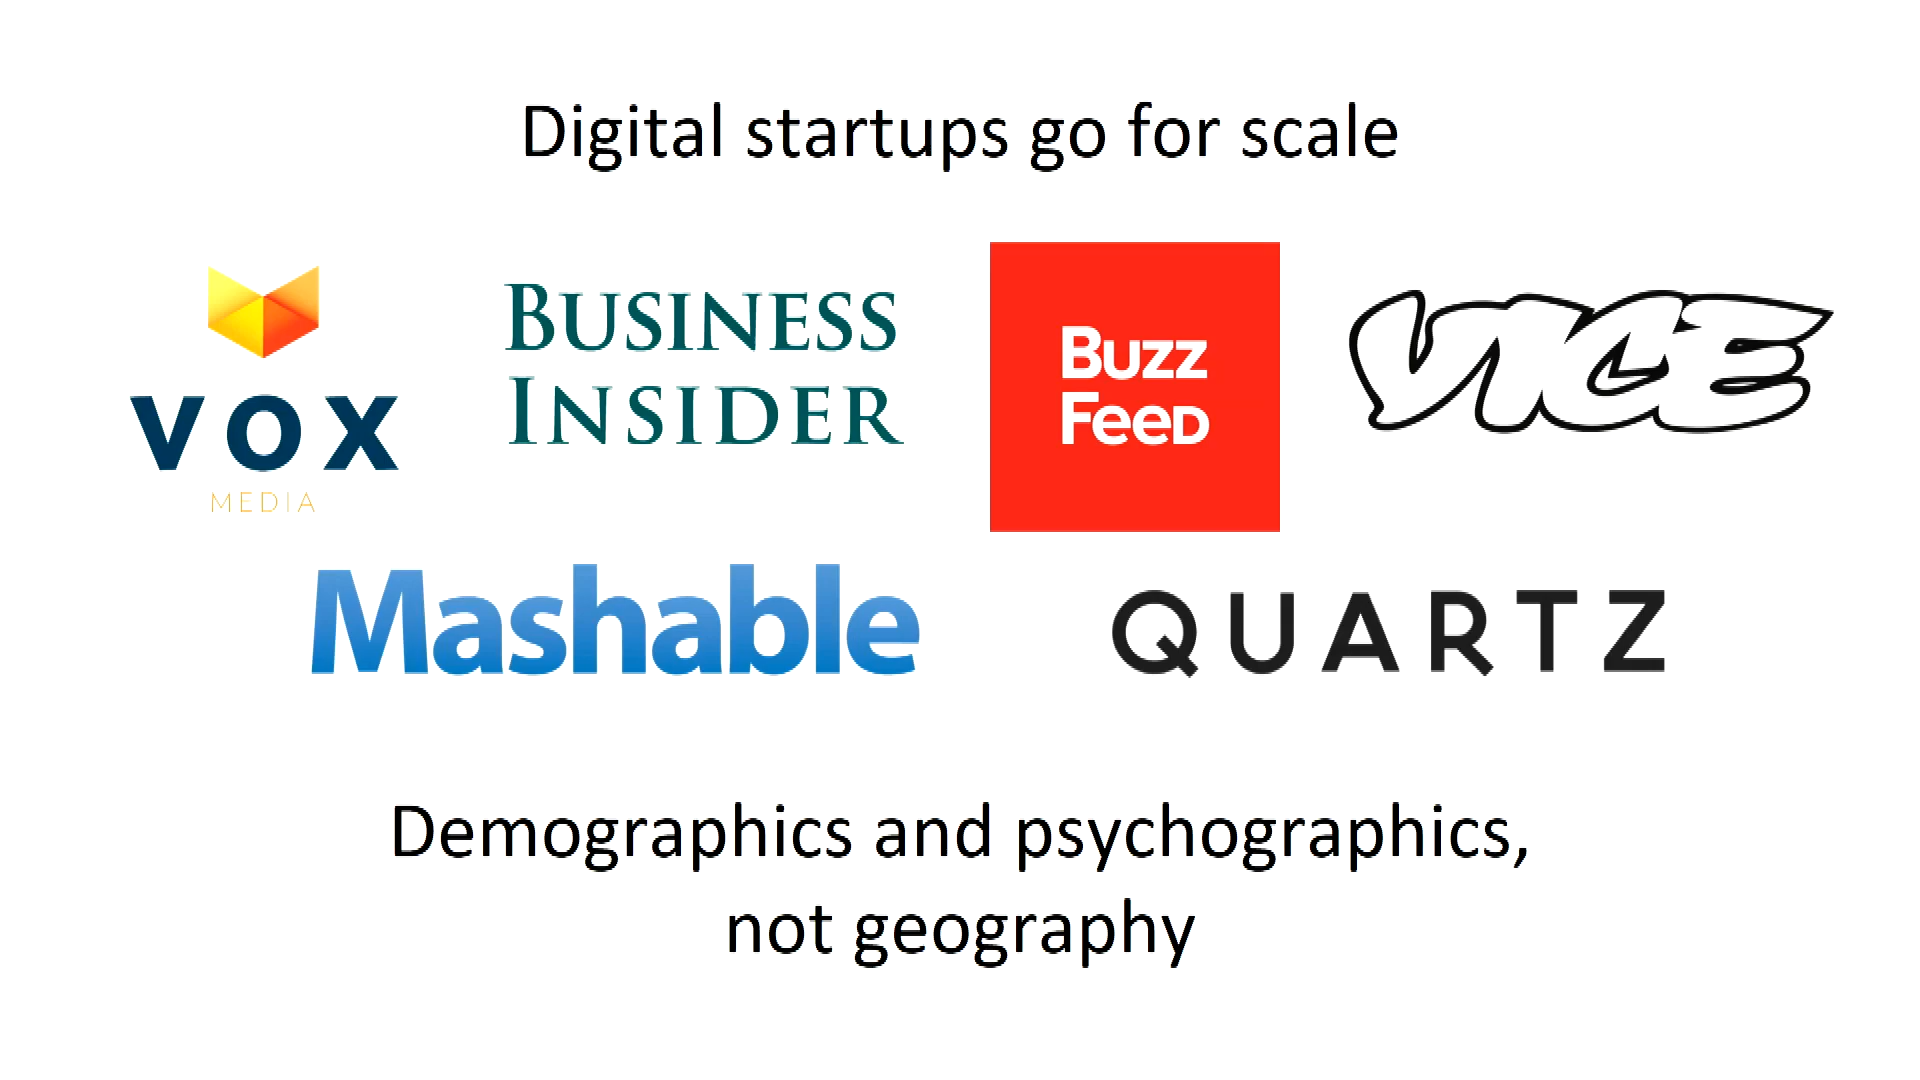 Digital startups go for scale
VOX
MEDIA
BUSINESS
INSIDER
Buzz
FeeD
VICE
Mashable
QUARTZ
Demographics and psychographics,
not geography